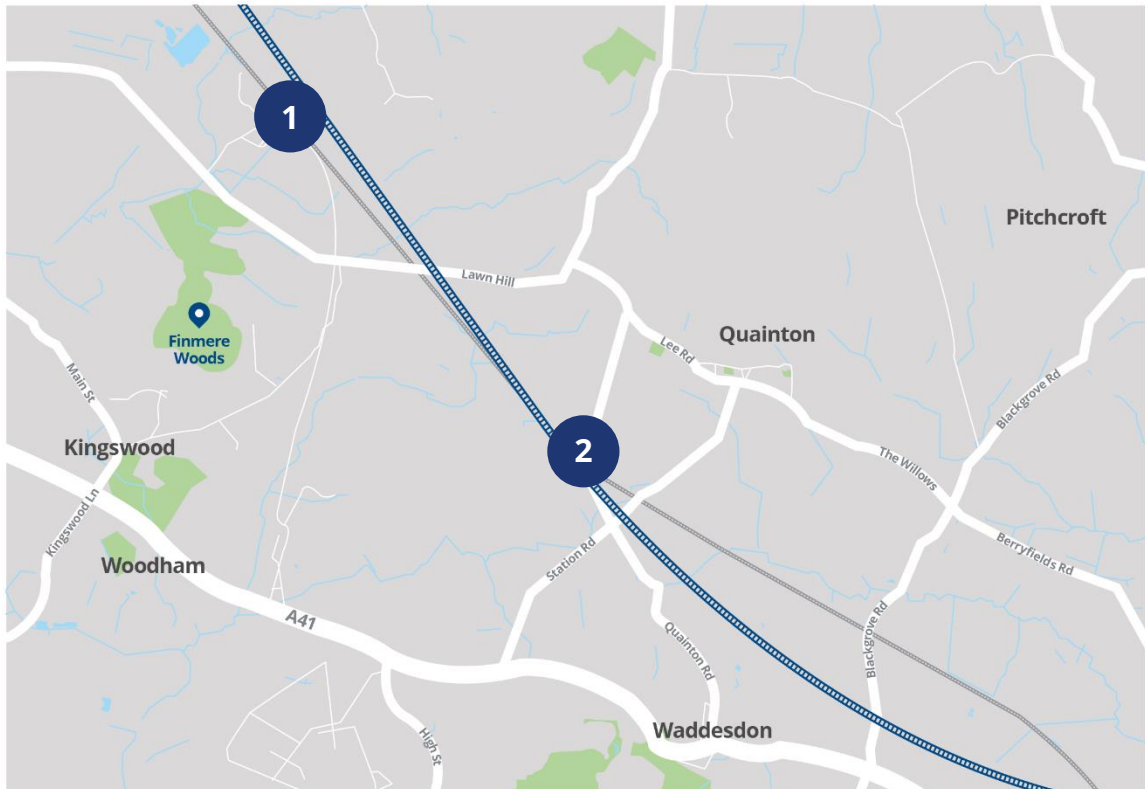 1
Pitchcroft
Lawn Hill
Finmere
Woods
Quainton
Lee Rd
Main St
Blackgrove Rd
Kingswood
2
The Willows
Kingswood Ln
Woodham
Station Rd
Berryfields Rd
A41
Quainton Rd
Blackgrove Rd
Waddesdon
High St